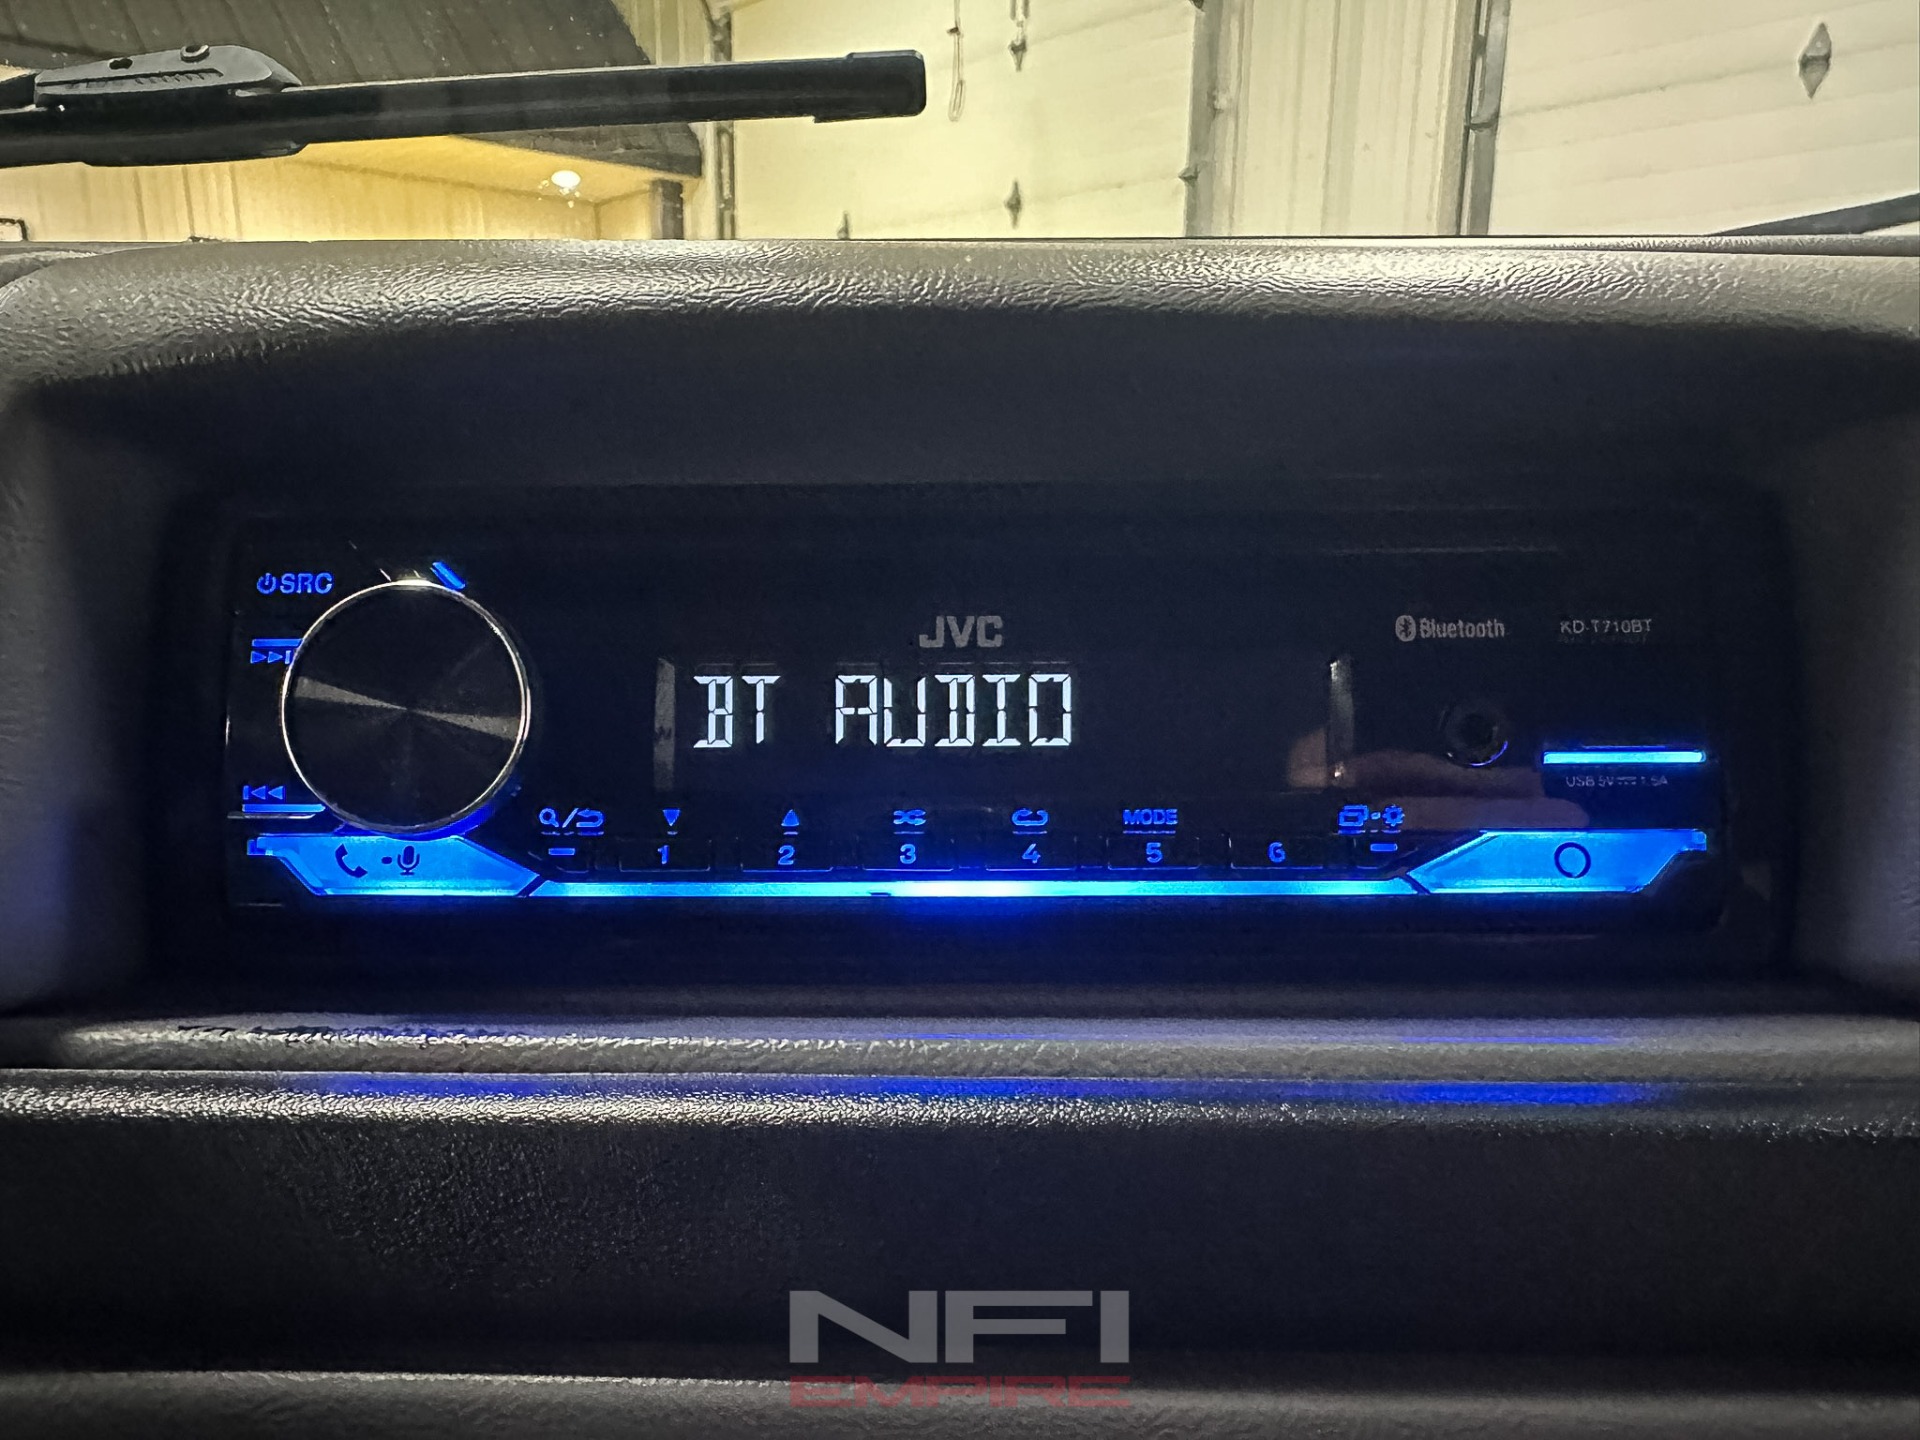 SRC
JVC
Bluetooth
KD-T710BT
BT AUDIO
USB 5V 1.5A
MODE
1 2 3 4 5 6
NFI
EMPIRE